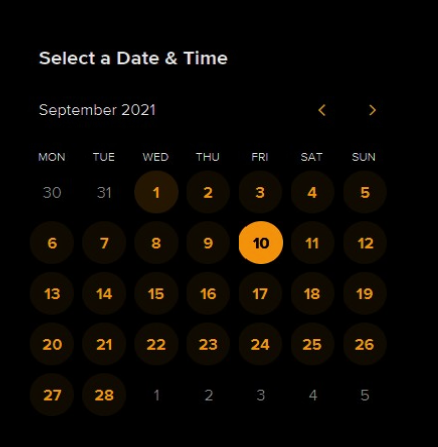 Select a Date & Time
September 2021
MON TUE WED THU FRI SAT SUN
30 31 1 2 3 4 5
6 7 8 9 10 11 12
13 14 15 16 17 18 19
20 21 22 23 24 25 26
27 28 1 2 3 4 5